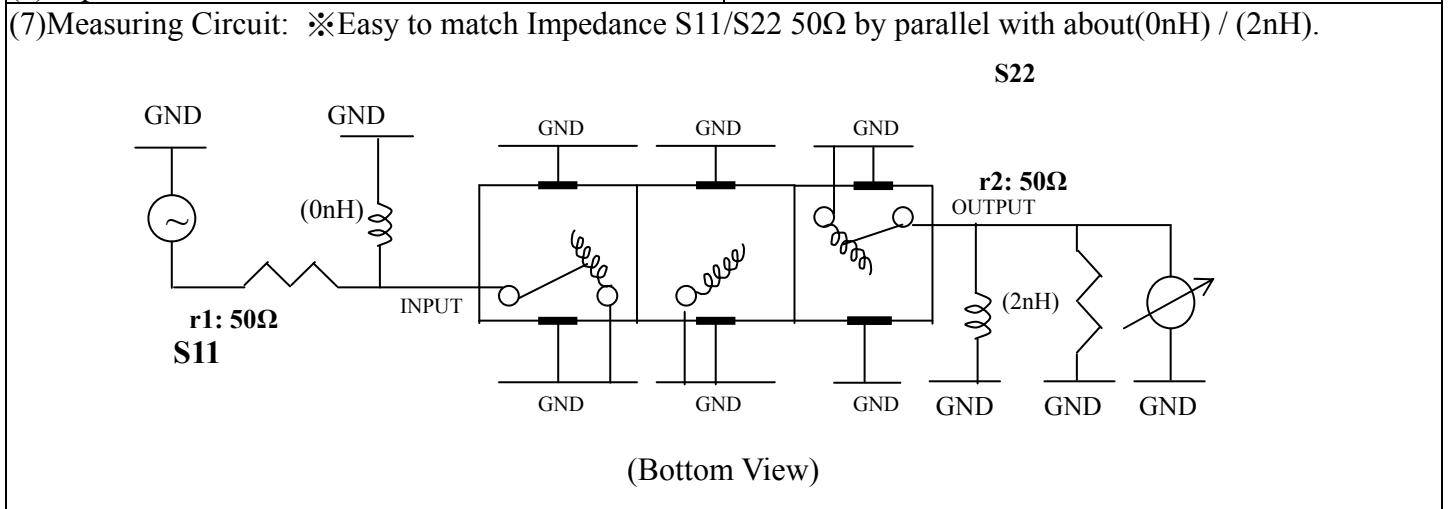 (7)Measuring Circuit: ※Easy to match Impedance S11/S22 50Ω by parallel with about(0nH) / (2nH).
S22
GND
GND
GND
GND
GND
r2: 50Ω
(0nH)
OUTPUT
INPUT
(2nH)
r1: 50Ω
S11
GND
GND
GND
GND
GND
GND
(Bottom View)